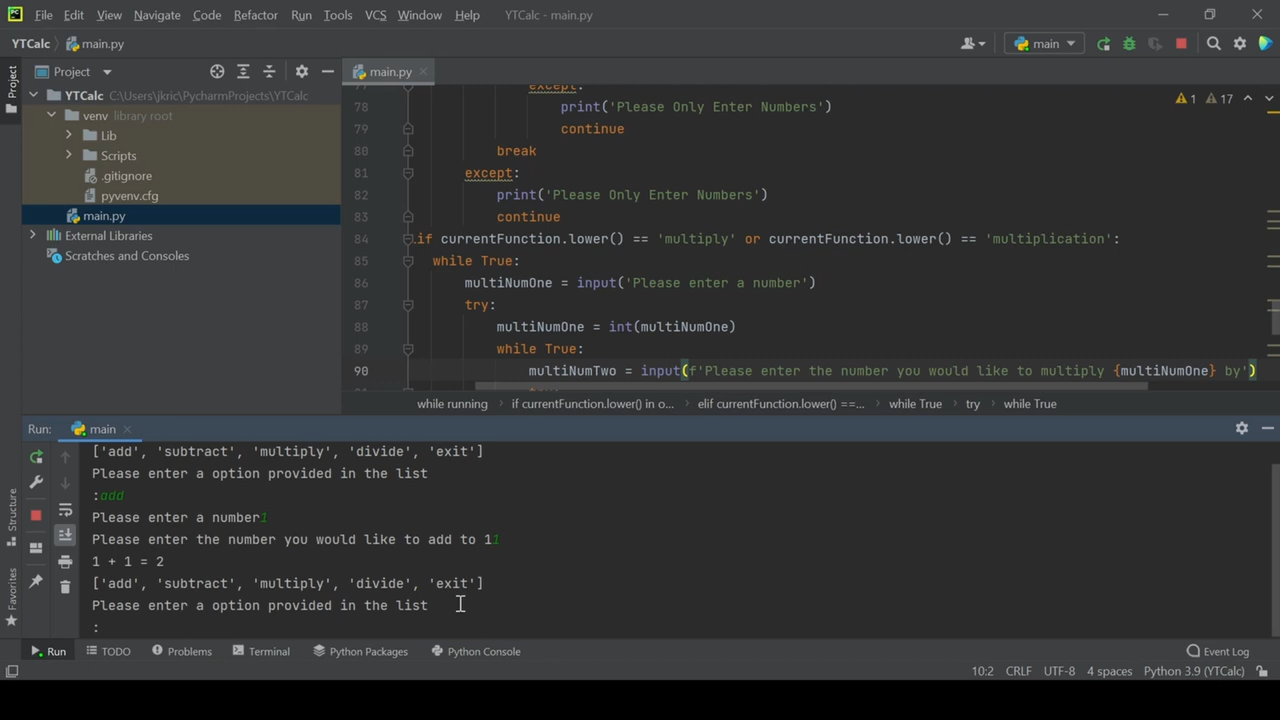 File Edit View Navigate Code Refactor Run Tools VCS Window Help YTCalc - main.py
YTCalc main.py main
Project
Project
main.py
YTCalc C:\Users\jkric\PycharmProjects\YTCalc
venv library root
Lib
Scripts
.gitignore
pyvenv.cfg
main.py
External Libraries
Scratches and Consoles
1 17
except:
78 print('Please Only Enter Numbers')
79 continue
80 break
81 except:
82 print('Please Only Enter Numbers')
83 continue
84 if currentFunction.lower() == 'multiply' or currentFunction.lower() == 'multiplication':
85 while True:
86 multiNumOne = input('Please enter a number')
87 try:
88 multiNumOne = int(multiNumOne)
89 while True:
90 multiNumTwo = input(f'Please enter the number you would like to multiply {multiNumOne} by')
while running if currentFunction.lower() in o... elif currentFunction.lower() ==... while True try while True
Run: main
['add', 'subtract', 'multiply', 'divide', 'exit']
Please enter a option provided in the list
:add
Please enter a number1
Please enter the number you would like to add to 11
1 + 1 = 2
['add', 'subtract', 'multiply', 'divide', 'exit']
Please enter a option provided in the list
:
Structure
Favorites
Run TODO Problems Terminal Python Packages Python Console Event Log
10:2 CRLF UTF-8 4 spaces Python 3.9 (YTCalc)